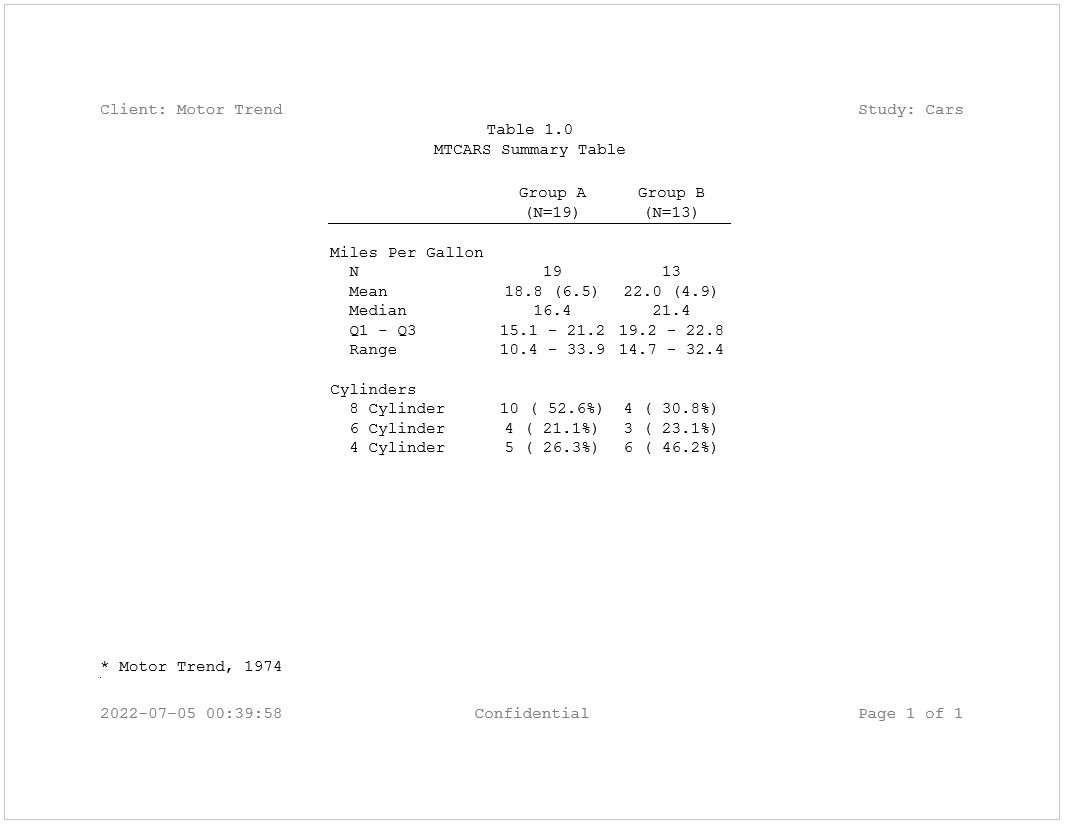 Client: Motor Trend Study: Cars
Table 1.0
MTCARS Summary Table
Group A Group B
(N=19) (N=13)
Miles Per Gallon
N 19 13
Mean 18.8 (6.5) 22.0 (4.9)
Median 16.4 21.4
Q1 - Q3 15.1 - 21.2 19.2 - 22.8
Range 10.4 - 33.9 14.7 - 32.4
Cylinders
8 Cylinder 10 ( 52.6%) 4 ( 30.8%)
6 Cylinder 4 ( 21.1%) 3 ( 23.1%)
4 Cylinder 5 ( 26.3%) 6 ( 46.2%)
* Motor Trend, 1974
2022-07-05 00:39:58 Confidential Page 1 of 1